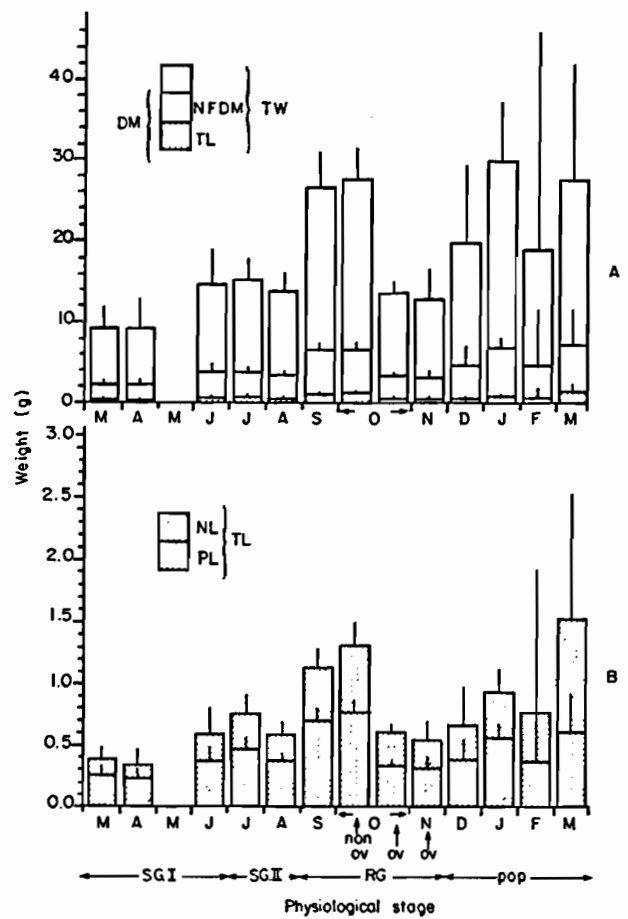 40
30
20
10
0
DM
NFDM
TL
TW
A
M A M J J A S O N D J F M
Weight (g)
3.0
2.5
2.0
1.5
1.0
0.5
0.0
NL
PL
TL
B
M A M J J A S O N D J F M
non ov
ov
ov
SG.I SG.II RG pop
Physiological stage